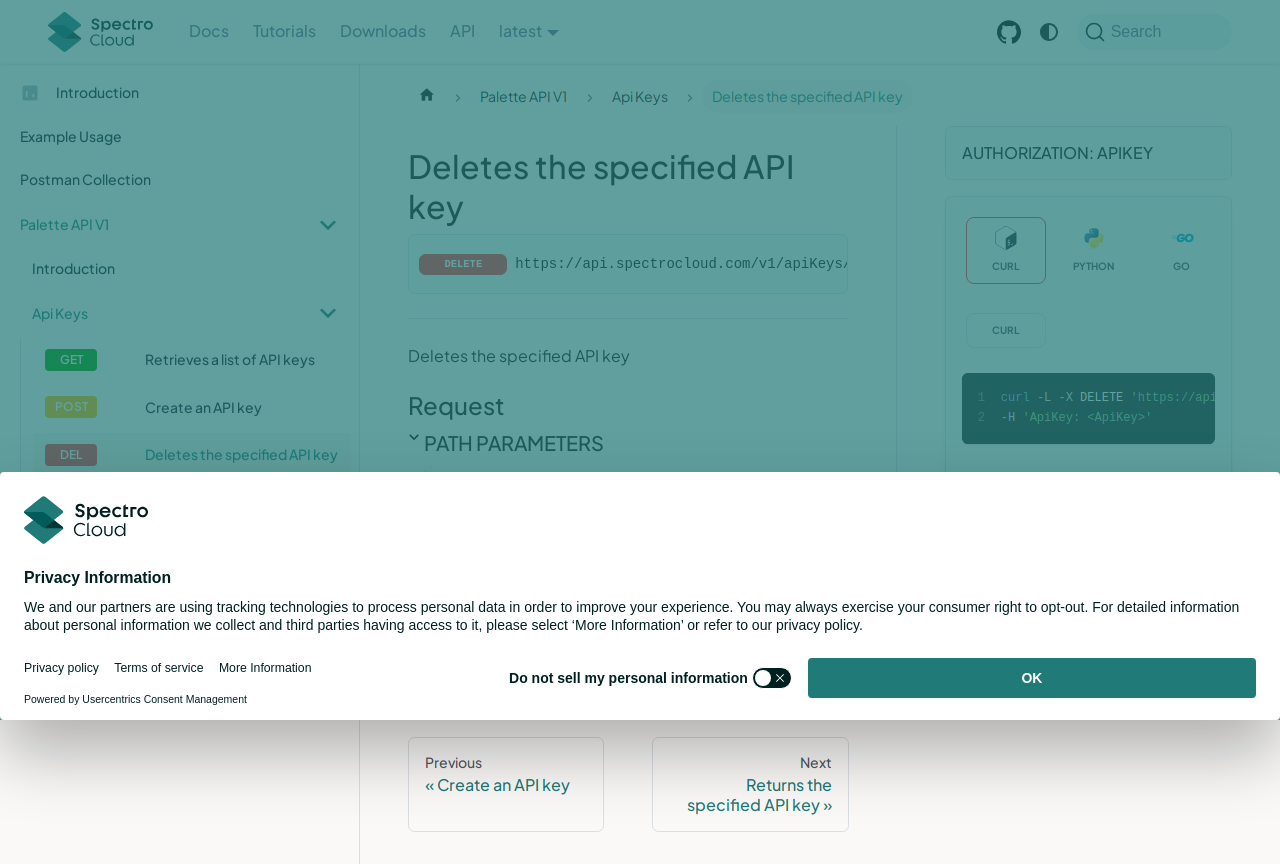 Spectro Cloud
Docs
Tutorials
Downloads
API
latest
Search
Introduction
Example Usage
Postman Collection
Palette API V1
Introduction
Api Keys
GET Retrieves a list of API keys
POST Create an API key
DEL Deletes the specified API key
Palette API V1
Api Keys
Deletes the specified API key
Deletes the specified API
key
DELETE https://api.spectrocloud.com/v1/apiKeys/
Deletes the specified API key
Request
PATH PARAMETERS
AUTHORIZATION: APIKEY
CURL
PYTHON
GO
CURL
1 curl -L -X DELETE 'https://api
2 -H 'ApiKey: <ApiKey>'
Spectro
Cloud
Privacy Information
We and our partners are using tracking technologies to process personal data in order to improve your experience. You may always exercise your consumer right to opt-out. For detailed information
about personal information we collect and third parties having access to it, please select ‘More Information’ or refer to our privacy policy.
Privacy policy
Terms of service
More Information
Powered by Usercentrics Consent Management
Do not sell my personal information
OK
Previous
« Create an API key
Next
Returns the
specified API key »